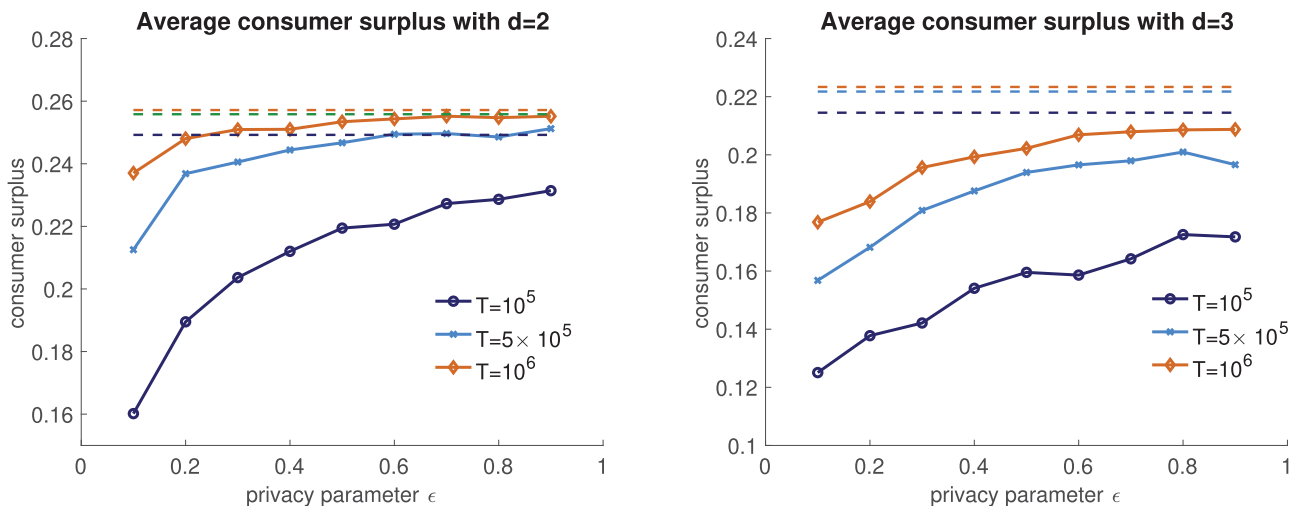 Average consumer surplus with d=2
0.28
0.26
0.24
0.22
0.2
0.18
0.16
consumer surplus
T=10^5
T=5× 10^5
T=10^6
0
0.2
0.4
0.6
0.8
1
privacy parameter ϵ
Average consumer surplus with d=3
0.24
0.22
0.2
0.18
0.16
0.14
0.12
0.1
consumer surplus
T=10^5
T=5× 10^5
T=10^6
0
0.2
0.4
0.6
0.8
1
privacy parameter ϵ